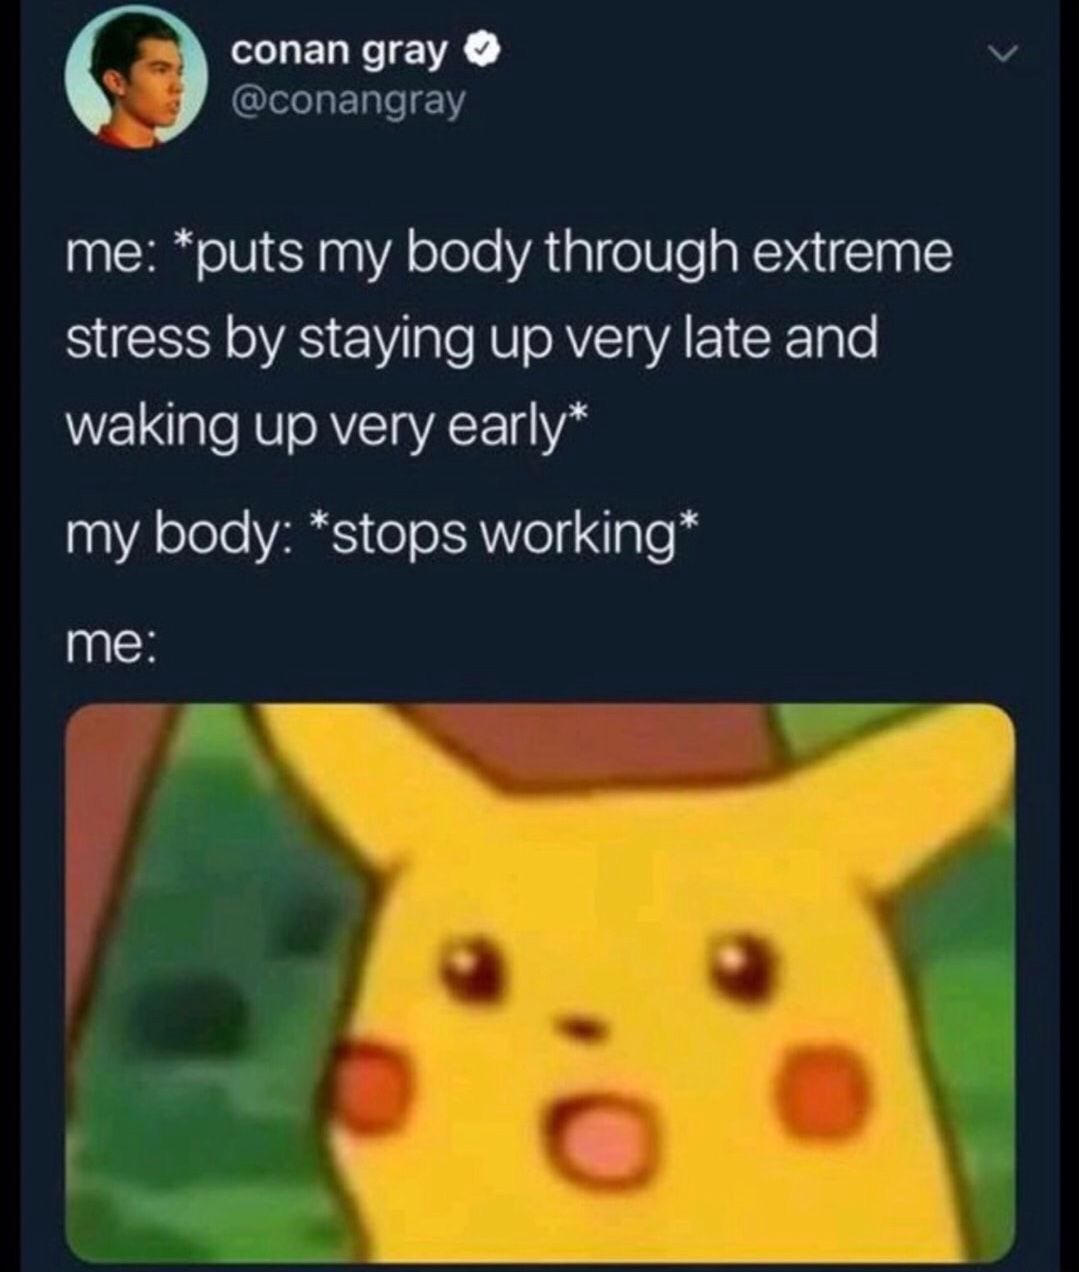 conan gray
@conangray
me: *puts my body through extreme
stress by staying up very late and
waking up very early*
my body: *stops working*
me: